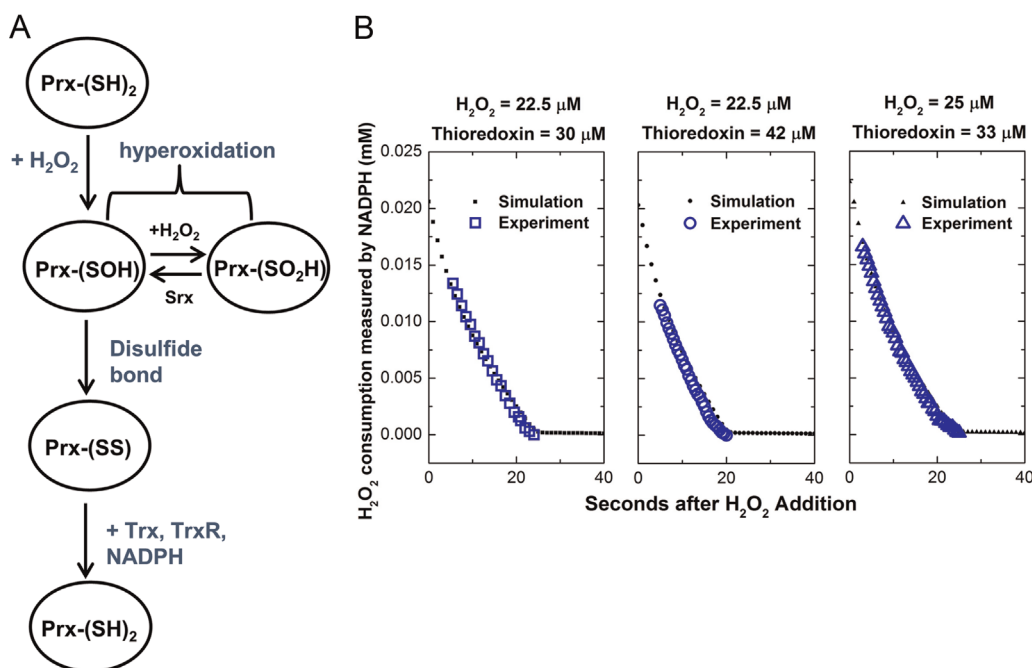 A
Prx-(SH)₂
+ H₂O₂
hyperoxidation
Prx-(SOH)
+H₂O₂
Srx
Prx-(SO₂H)
Disulfide
bond
Prx-(SS)
+ Trx, TrxR,
NADPH
Prx-(SH)₂
B
H₂O₂ consumption measured by NADPH (mM)
H₂O₂ = 22.5 μM
Thioredoxin = 30 μM
Simulation
Experiment
0.025
0.020
0.015
0.010
0.005
0.000
0 20 40
H₂O₂ = 22.5 μM
Thioredoxin = 42 μM
Simulation
Experiment
0 20 40
H₂O₂ = 25 μM
Thioredoxin = 33 μM
Simulation
Experiment
0 20 40
Seconds after H₂O₂ Addition